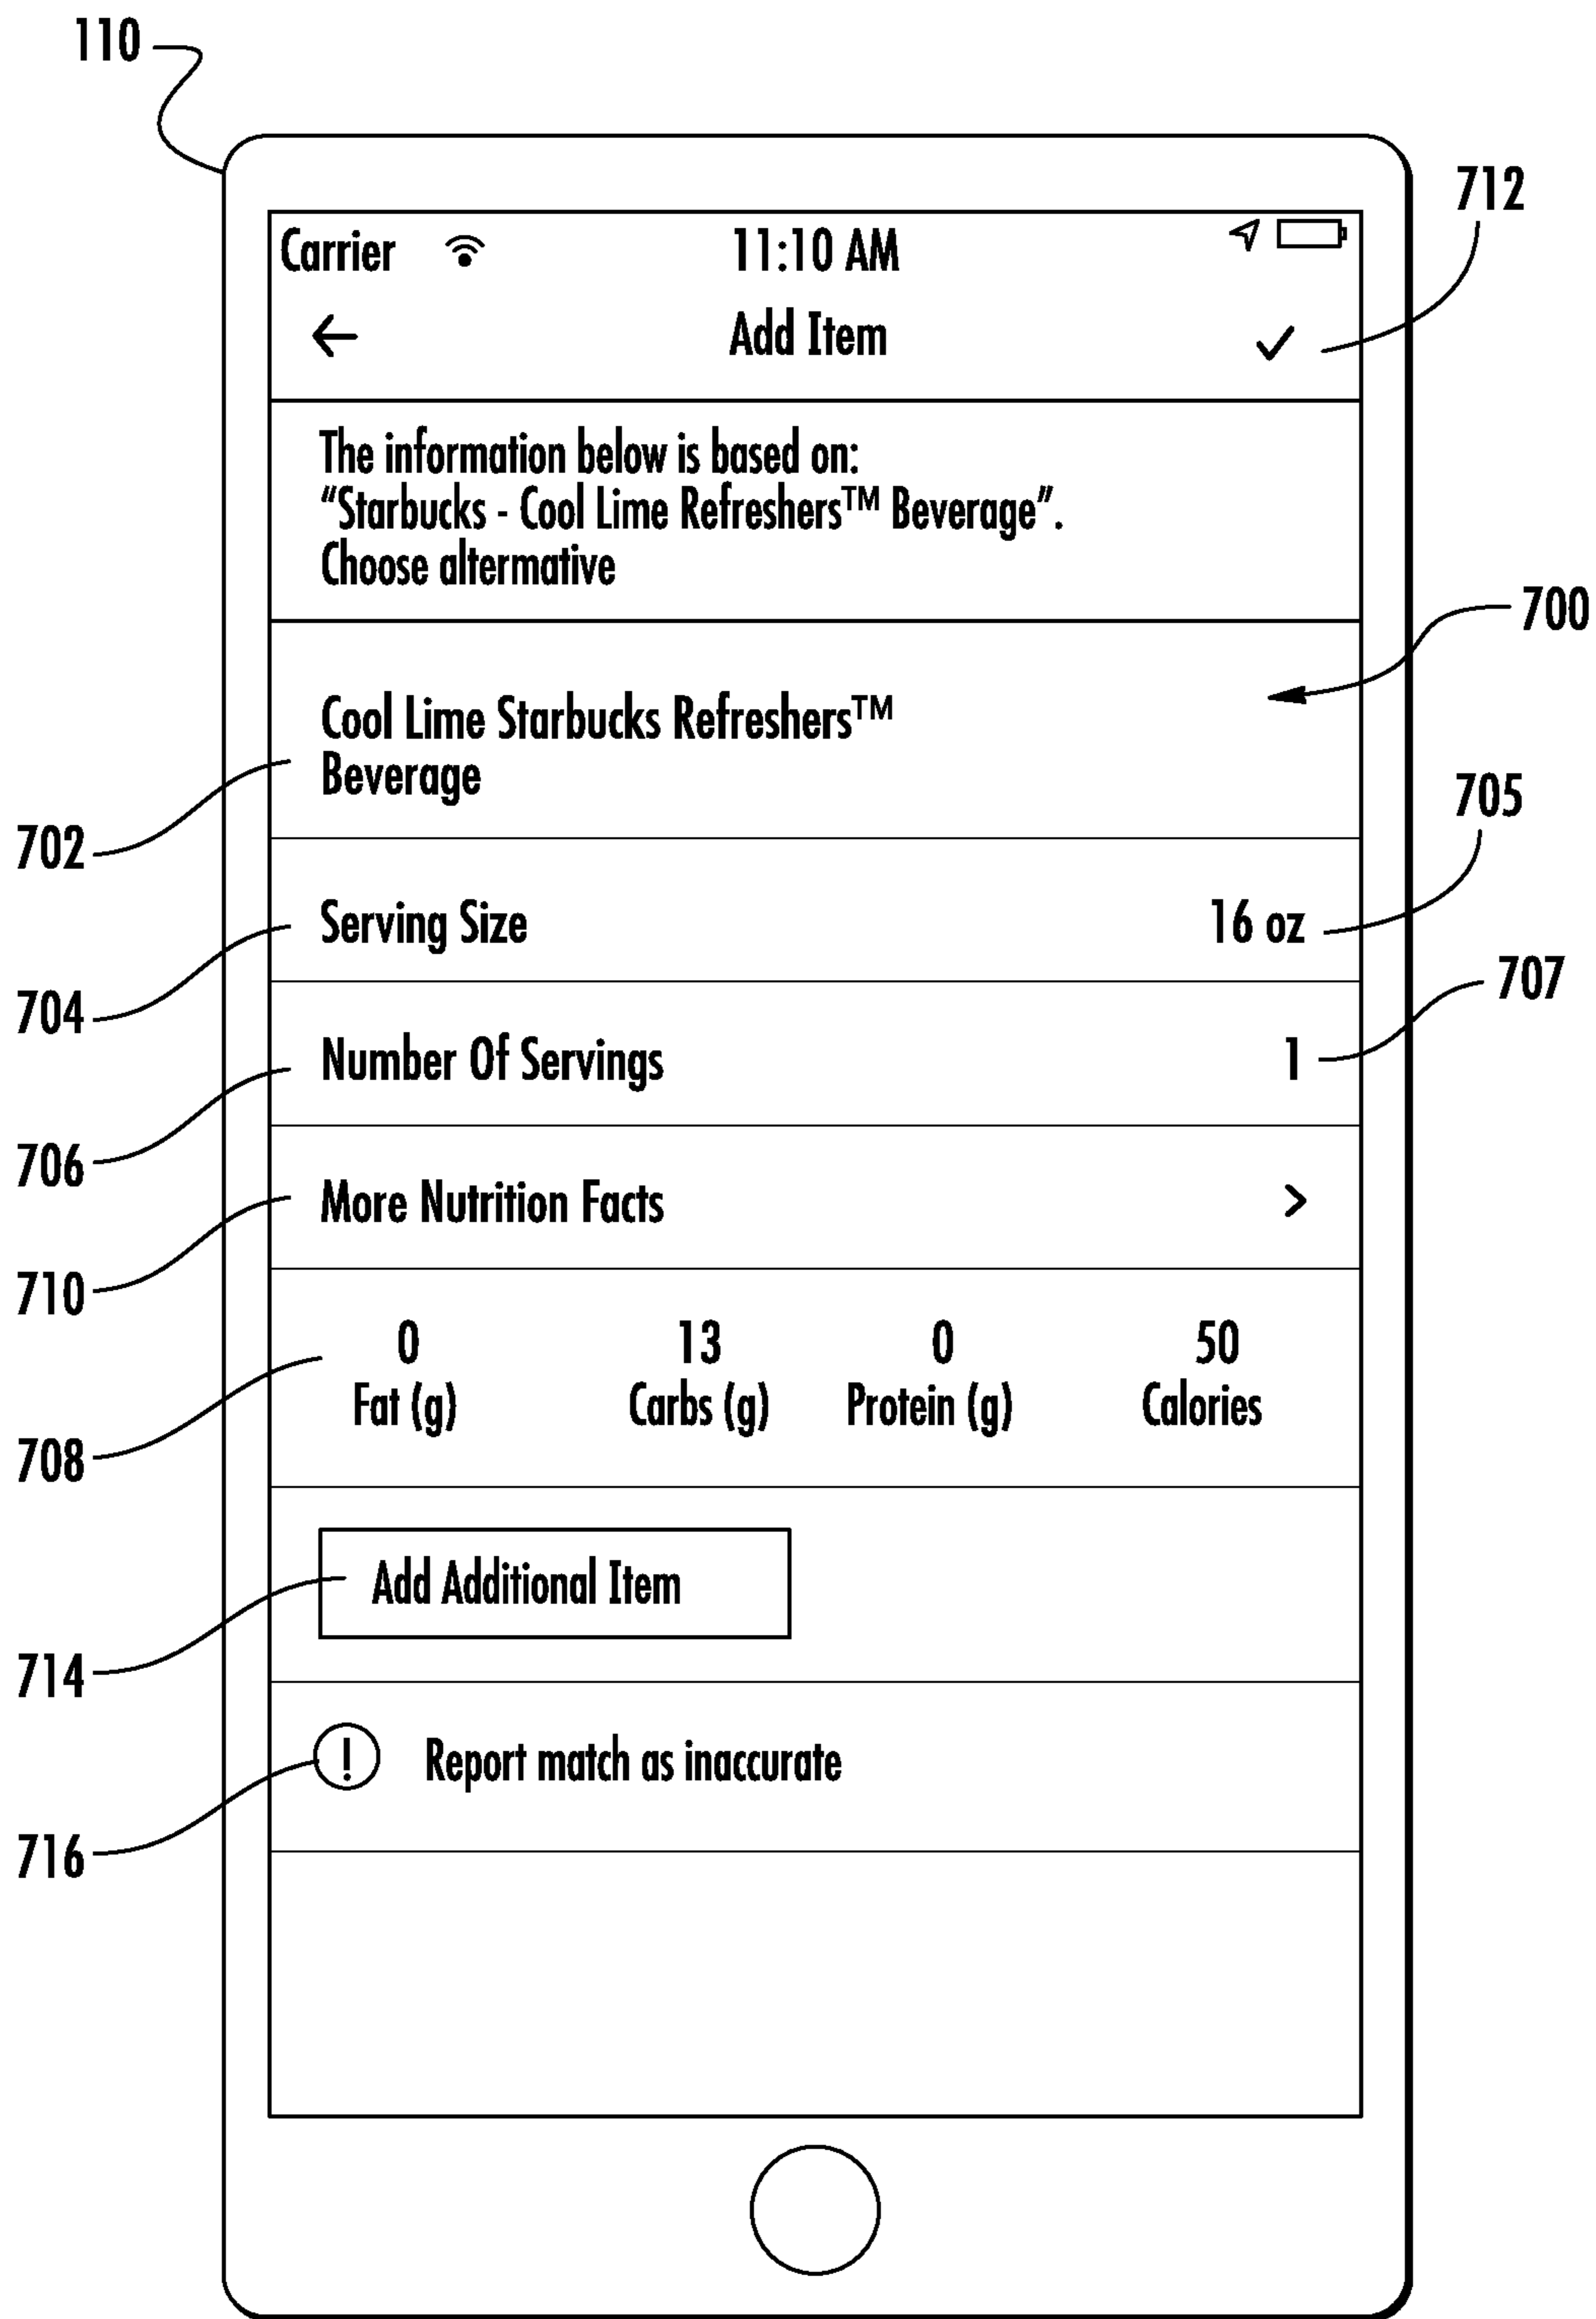 110
712
Carrier 11:10 AM
Add Item
The information below is based on:
“Starbucks - Cool Lime Refreshers™ Beverage”.
Choose altermative
700
Cool Lime Starbucks Refreshers™
Beverage
702
705
Serving Size 16 oz
704
707
Number Of Servings 1
706
More Nutrition Facts >
710
0 13 0 50
Fat (g) Carbs (g) Protein (g) Calories
708
Add Additional Item
714
! Report match as inaccurate
716